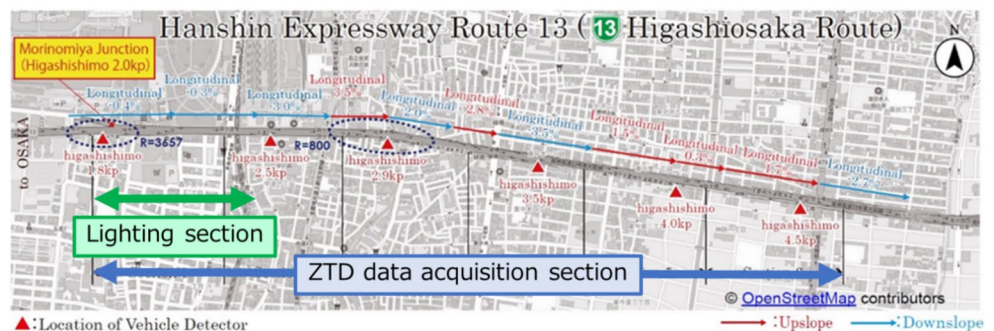 Hanshin Expressway Route 13 ( 13 Higashiosaka Route)
N
Morinomiya Junction
(Higashishimo 2.0kp)
Longitudinal
-0.4%
Longitudinal
-0.3%
Longitudinal
-3.0%
Longitudinal
3.5%
Longitudinal
-2.0%
Longitudinal
2.8%
Longitudinal
-3.5%
Longitudinal
1.5%
Longitudinal
0.3%
Longitudinal
1.7%
Longitudinal
-2.7%
to OSAKA
R=3657
R=800
higashishimo
1.8kp
higashishimo
2.5kp
higashishimo
2.9kp
higashishimo
3.5kp
higashishimo
4.0kp
higashishimo
4.5kp
Lighting section
ZTD data acquisition section
© OpenStreetMap contributors
:Location of Vehicle Detector
:Upslope
:Downslope